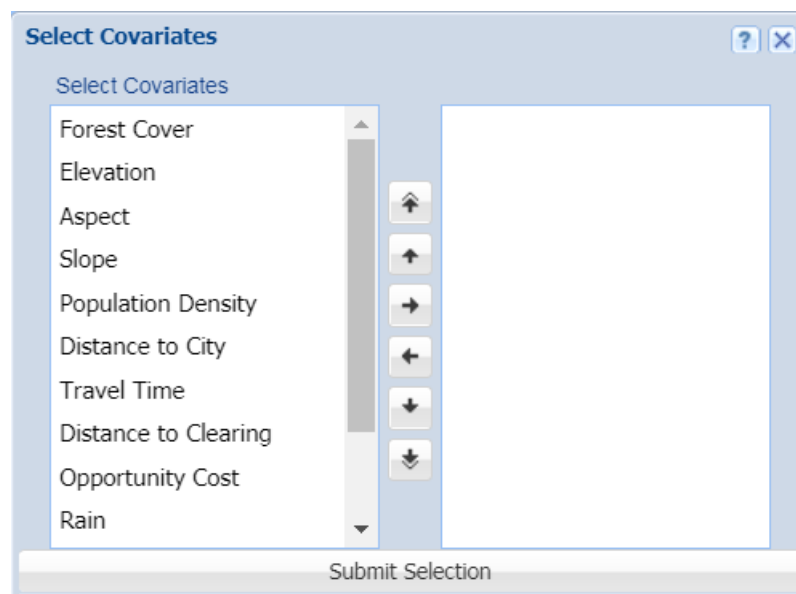 Select Covariates
Select Covariates
Forest Cover
Elevation
Aspect
Slope
Population Density
Distance to City
Travel Time
Distance to Clearing
Opportunity Cost
Rain
Submit Selection